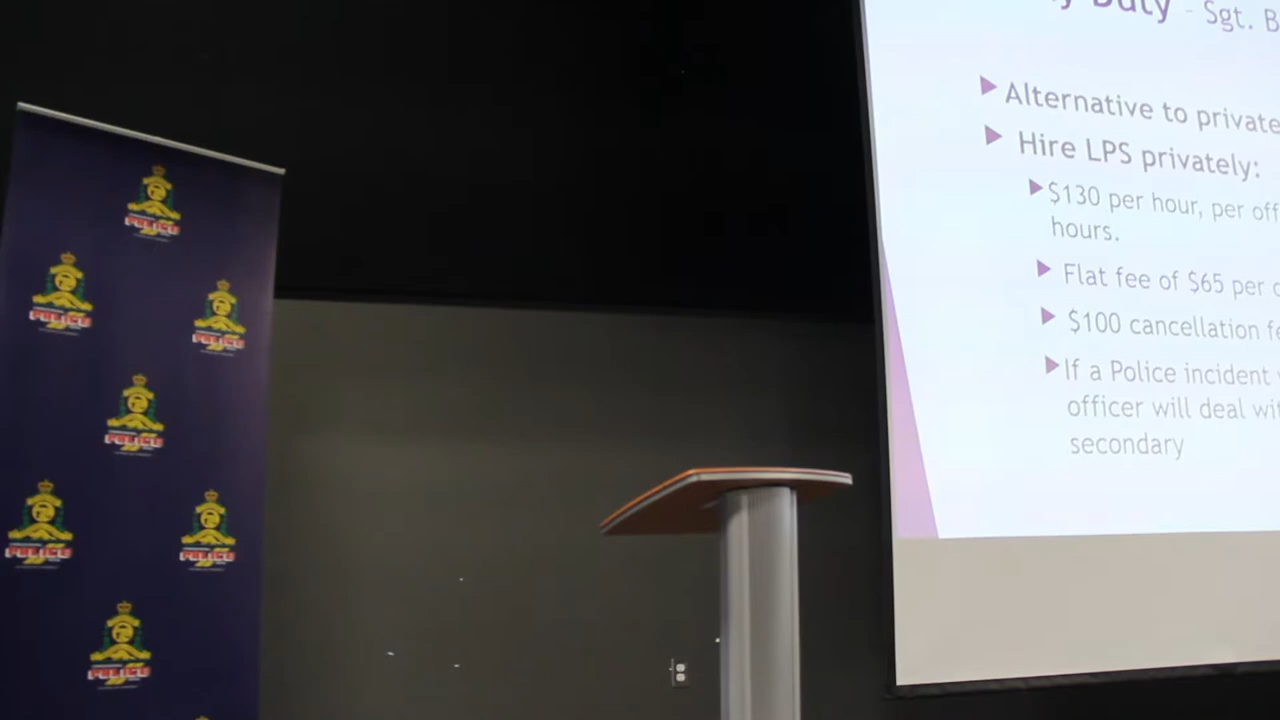 Duty - Sgt. B
Alternative to private
Hire LPS privately:
$130 per hour, per off
hours.
Flat fee of $65 per
$100 cancellation fe
If a Police incident
officer will deal wit
secondary
POLICE
POLICE
POLICE
POLICE
POLICE
POLICE
POLICE